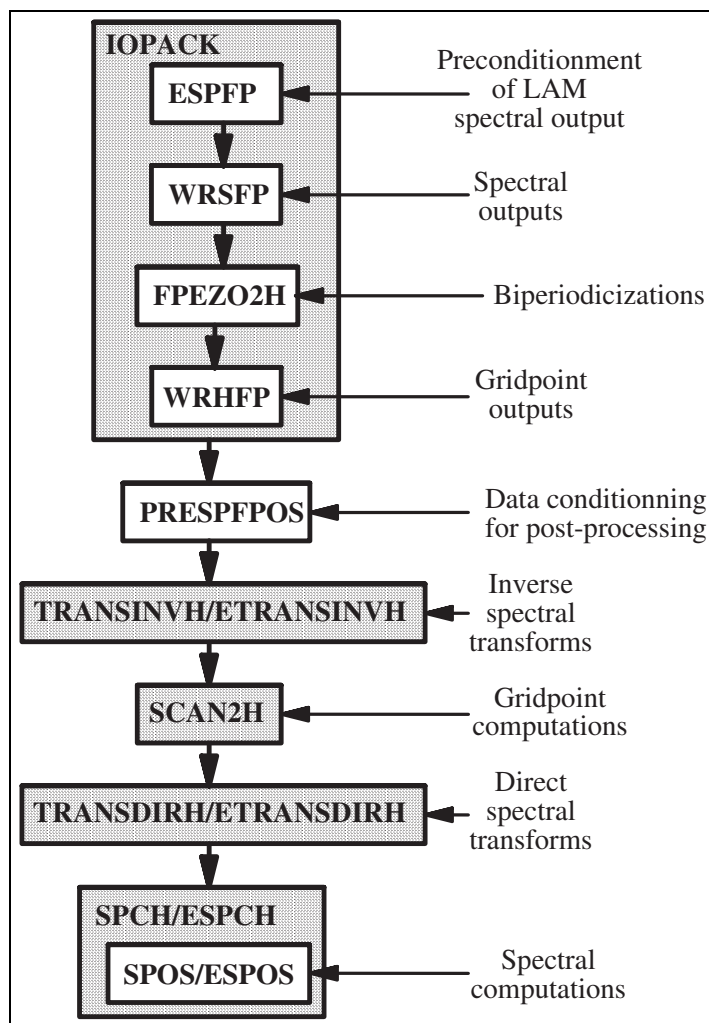 IOPACK
ESPFP
Preconditionment
of LAM
spectral output
WRSFP
Spectral
outputs
FPEZO2H
Biperiodicizations
WRHFP
Gridpoint
outputs
PRESPFPOS
Data conditionning
for post-processing
TRANSINVH/ETRANSINVH
Inverse
spectral
transforms
SCAN2H
Gridpoint
computations
TRANSDIRH/ETRANSDIRH
Direct
spectral
transforms
SPCH/ESPCH
SPOS/ESPOS
Spectral
computations